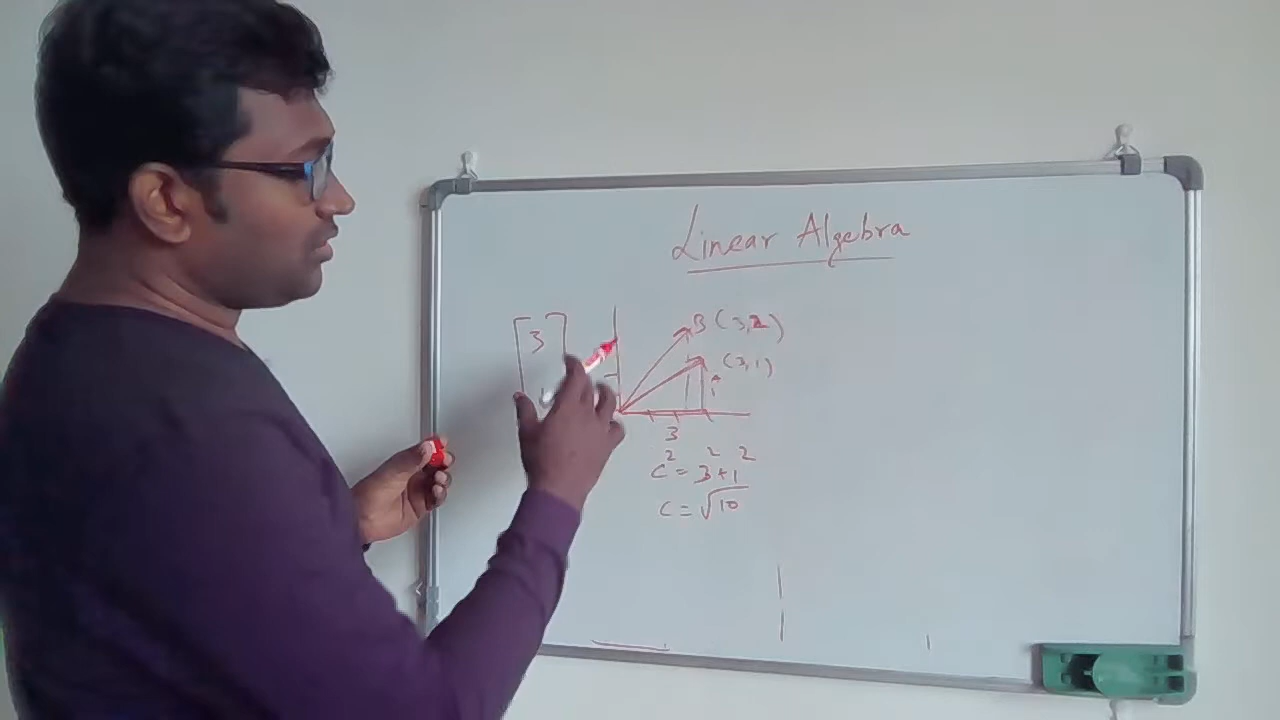 Linear Algebra
3
B (3,2)
(3,1)
1
3
c² = 3² + 1²
c = √10